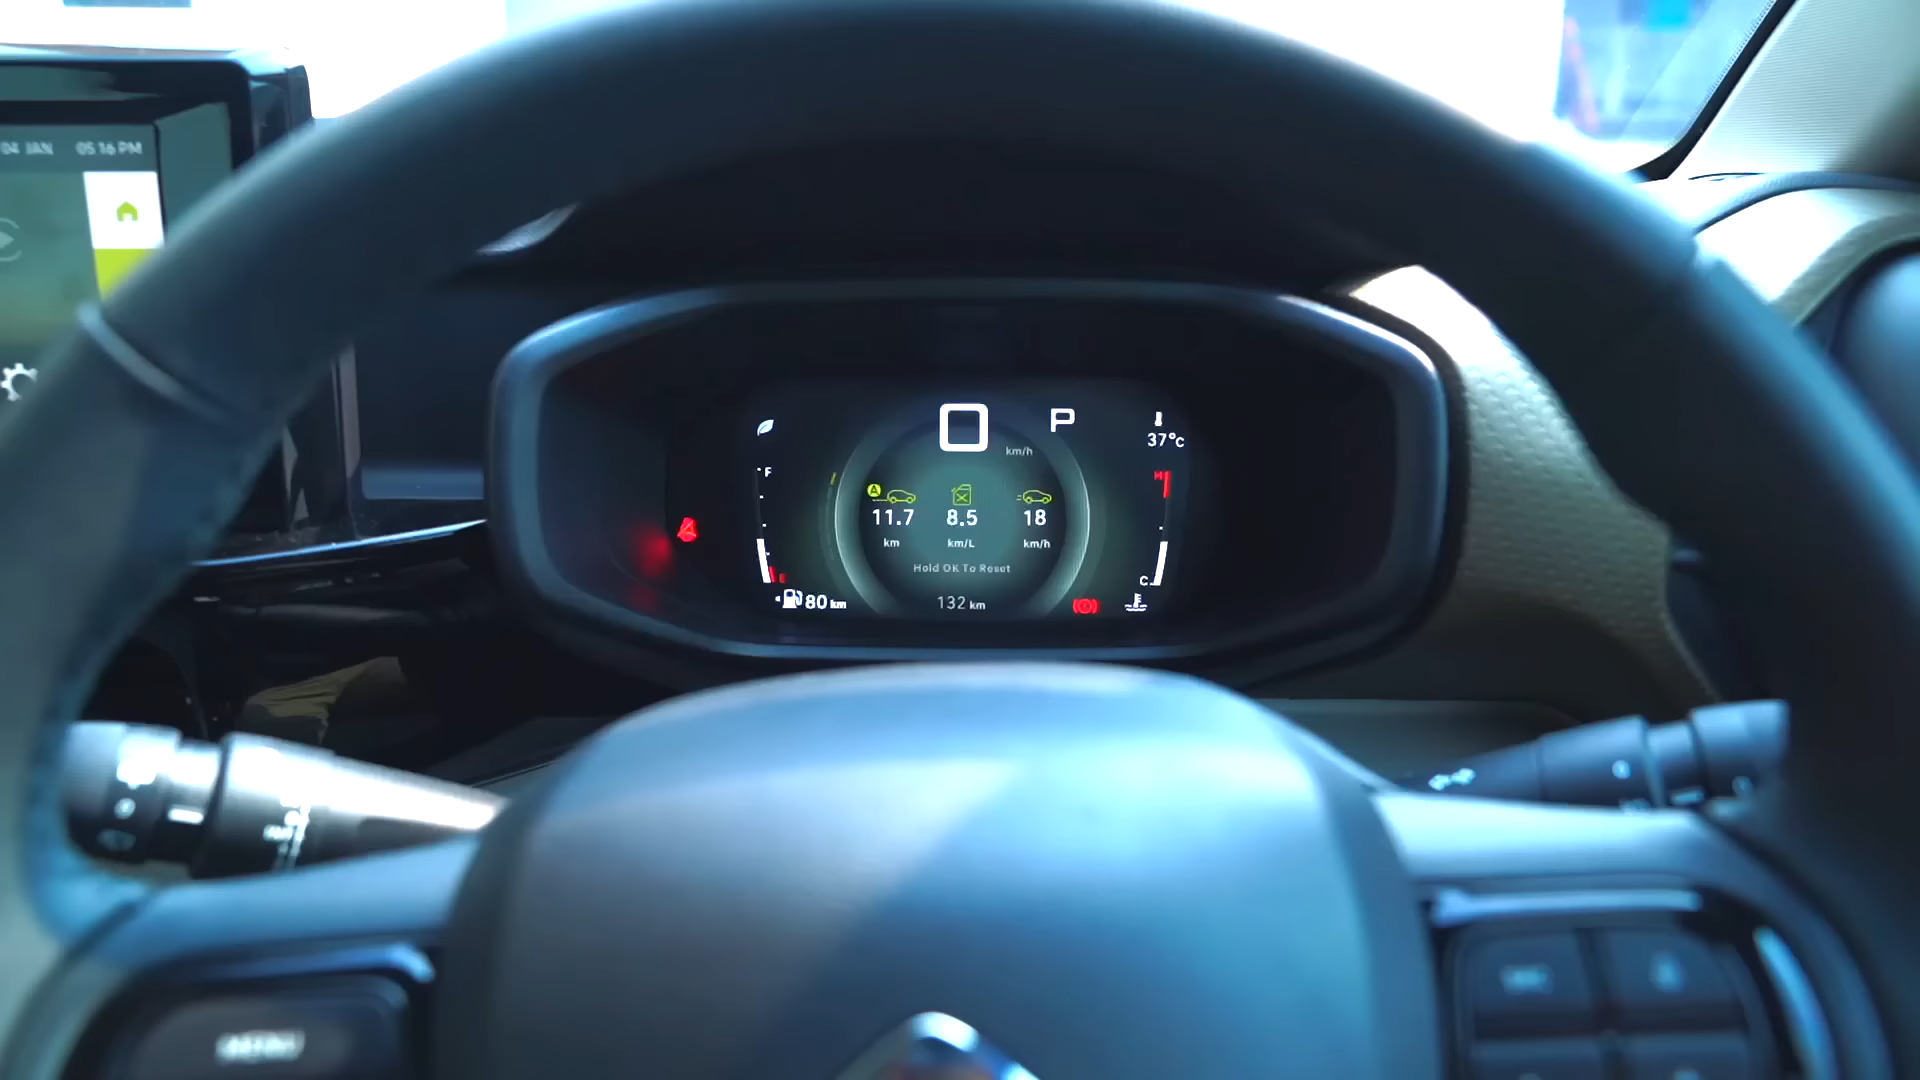 04 JAN 05:16 PM
0 P
km/h
37°c
F
H
A
11.7 8.5 18
km km/L km/h
Hold OK To Reset
E
C
80 km
132 km
MENU